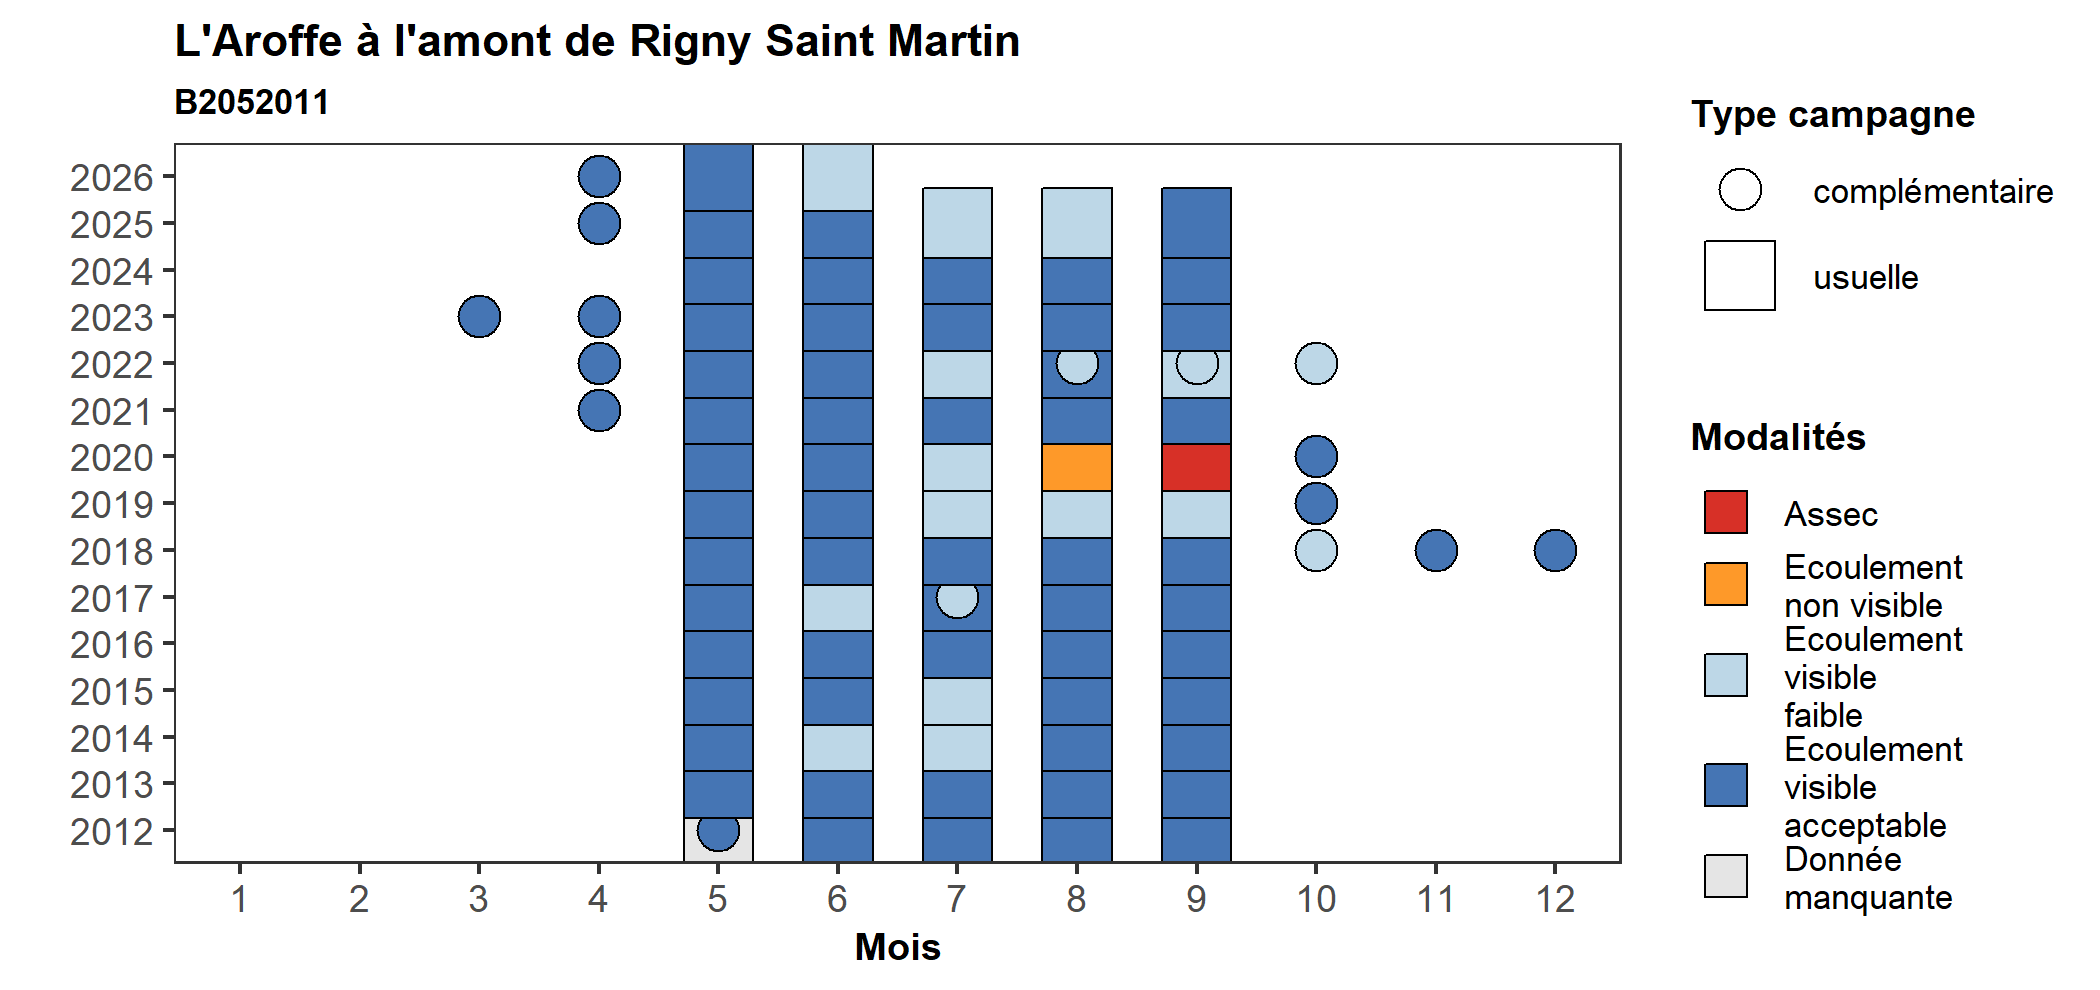 L'Aroffe à l'amont de Rigny Saint Martin
B2052011
2026
2025
2024
2023
2022
2021
2020
2019
2018
2017
2016
2015
2014
2013
2012
1 2 3 4 5 6 7 8 9 10 11 12
Mois
Type campagne
complémentaire
usuelle
Modalités
Assec
Ecoulement
non visible
Ecoulement
visible
faible
Ecoulement
visible
acceptable
Donnée
manquante